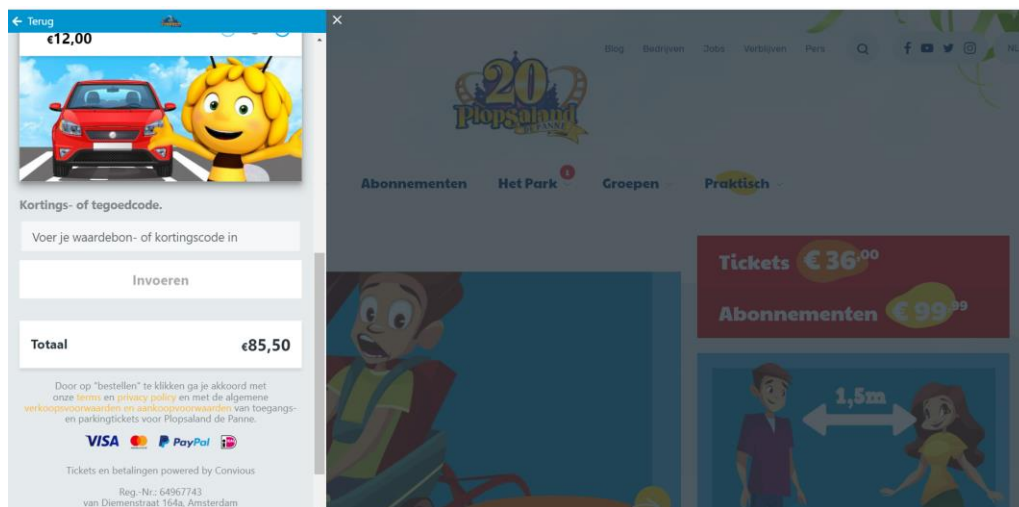 Terug
€12,00
Kortings- of tegoedcode.
Voer je waardebon- of kortingscode in
Invoeren
Totaal €85,50
Door op "bestellen" te klikken ga je akkoord met
onze terms en privacy policy en met de algemene
verkoopsvoorwaarden en aankoopvoorwaarden van toegangs-
en parkingtickets voor Plopsaland de Panne.
VISA PayPal
Tickets en betalingen powered by Convious
Reg.-Nr.: 64967743
van Diemenstraat 164a, Amsterdam
Blog Bedrijven Jobs Verblijven Pers NL
20
Plopsaland
DE PANNE
Abonnementen Het Park Groepen Praktisch
Tickets €36,00
Abonnementen €99,99
1,5m